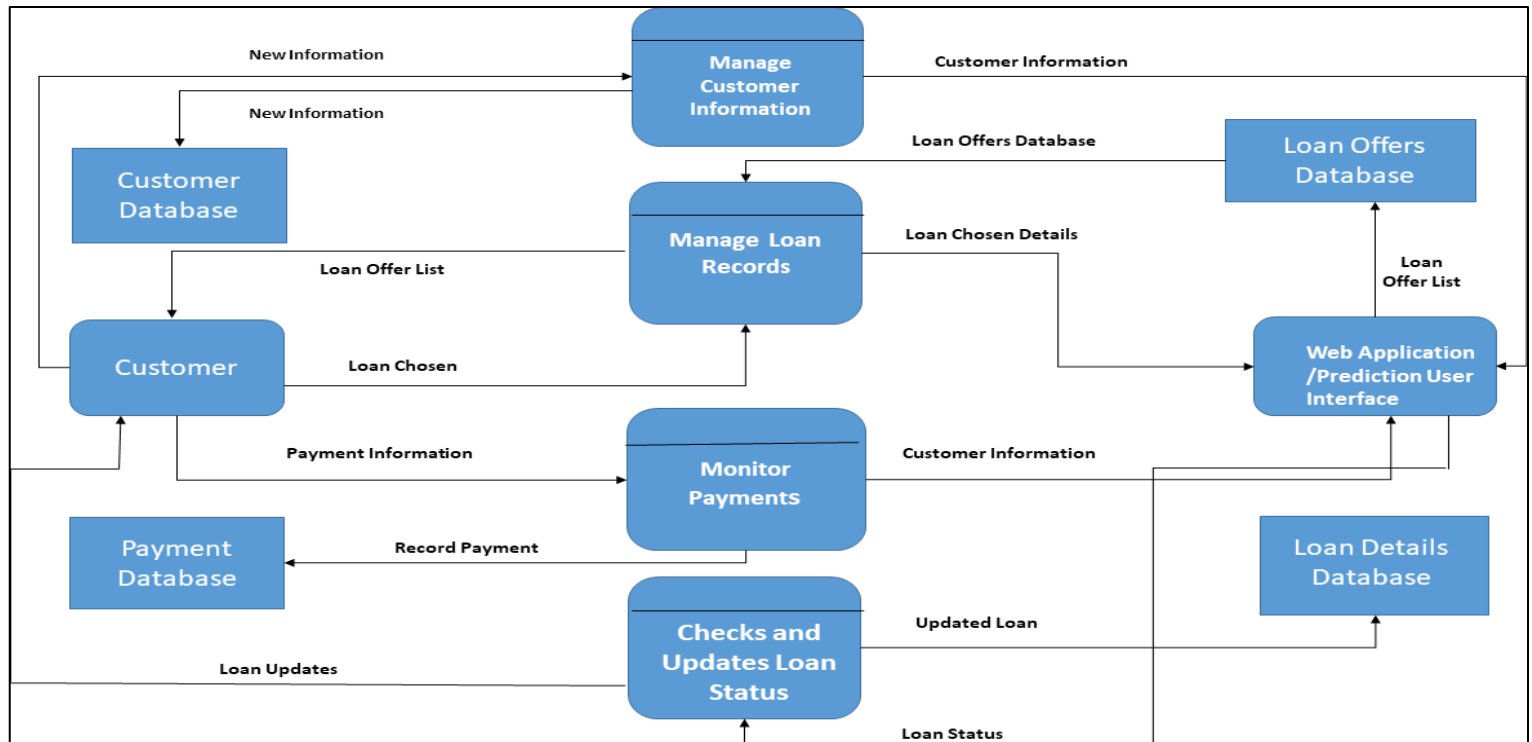 New Information
Manage
Customer
Information
Customer Information
New Information
Loan Offers Database
Loan Offers
Database
Customer
Database
Manage Loan
Records
Loan Chosen Details
Loan Offer List
Loan
Offer List
Customer
Loan Chosen
Web Application
/Prediction User
Interface
Payment Information
Monitor
Payments
Customer Information
Payment
Database
Record Payment
Loan Details
Database
Checks and
Updates Loan
Status
Updated Loan
Loan Updates
Loan Status